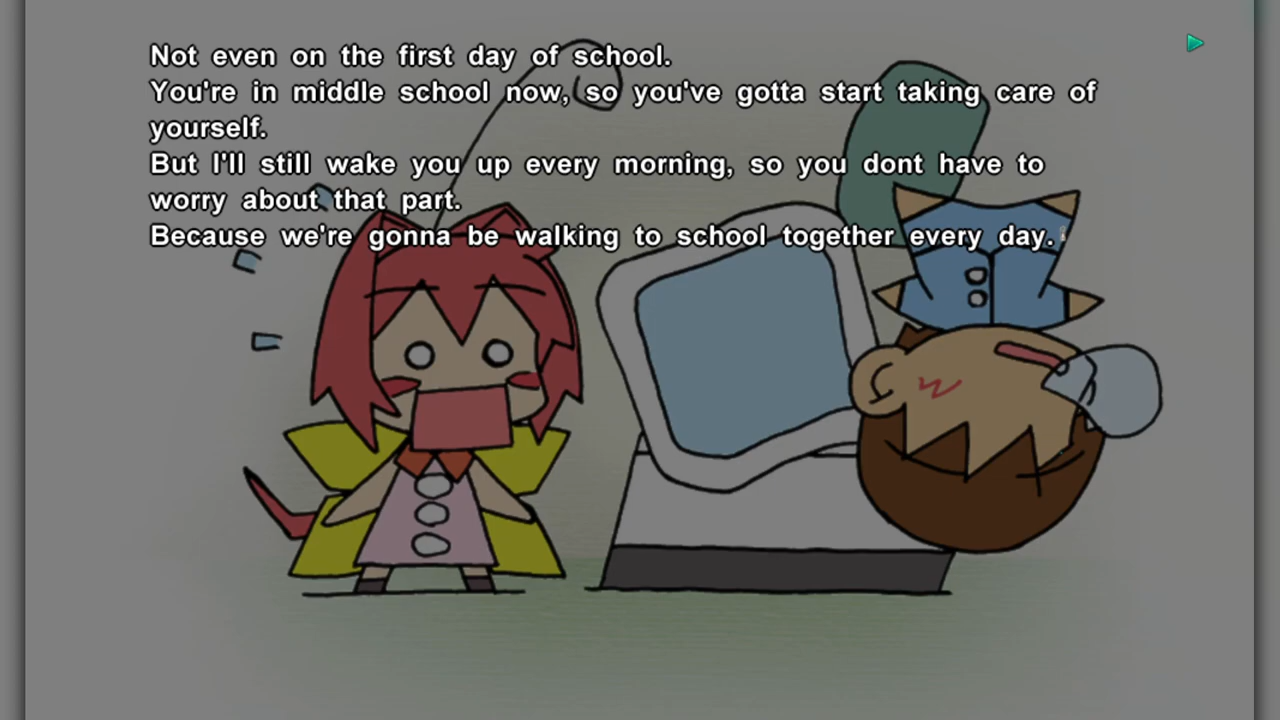 Not even on the first day of school.
You're in middle school now, so you've gotta start taking care of
yourself.
But I'll still wake you up every morning, so you dont have to
worry about that part.
Because we're gonna be walking to school together every day.